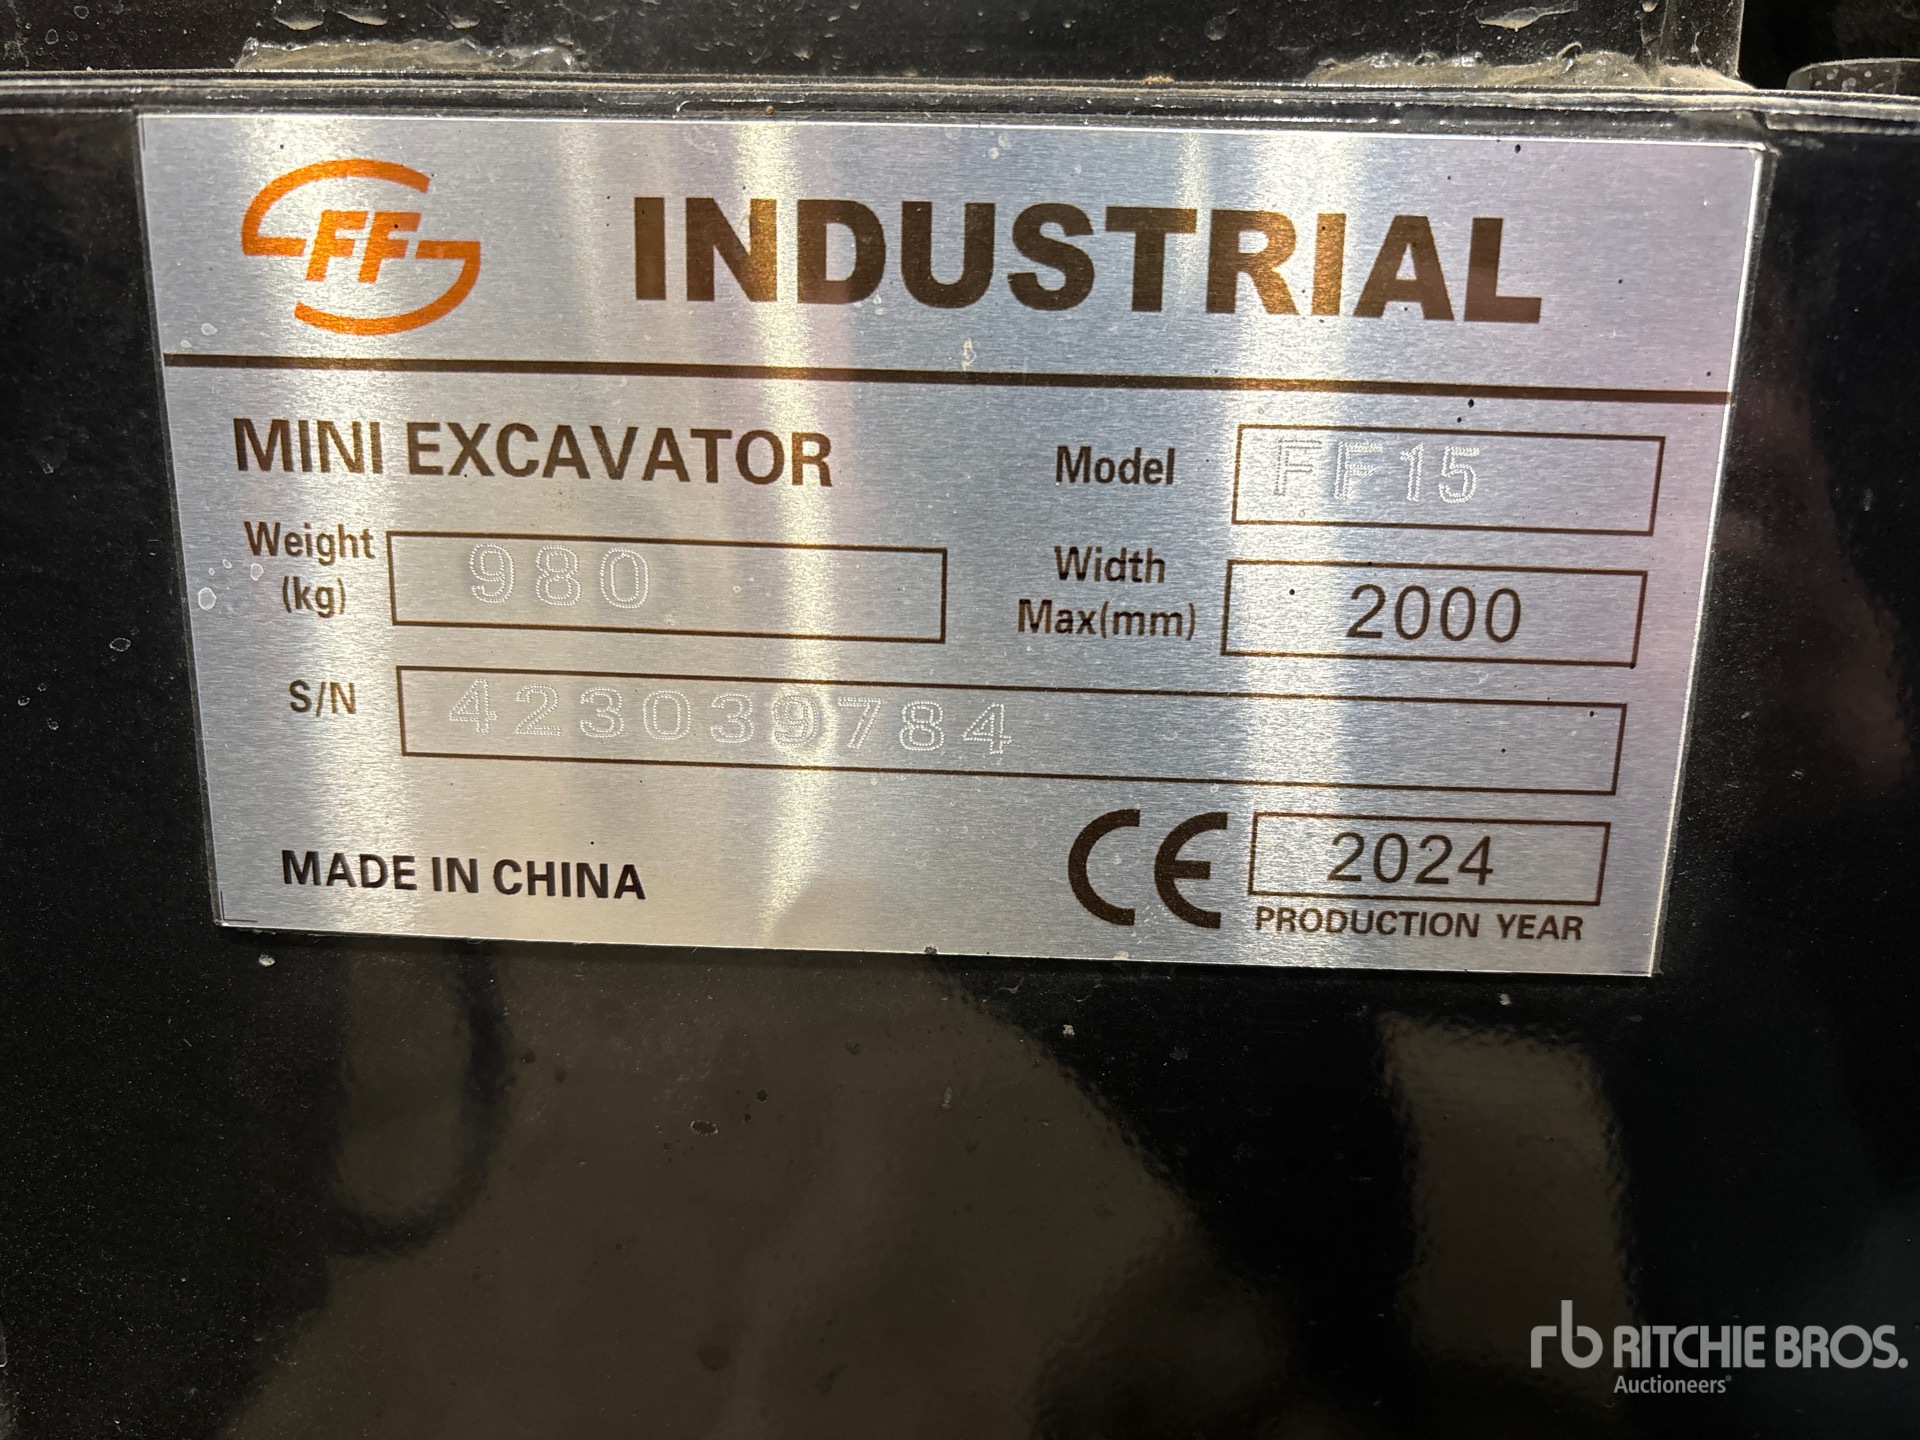 FF INDUSTRIAL
MINI EXCAVATOR
Model FF15
Weight (kg) 980
Width Max(mm) 2000
S/N 423039784
MADE IN CHINA
CE 2024
PRODUCTION YEAR
rb RITCHIE BROS.
Auctioneers®